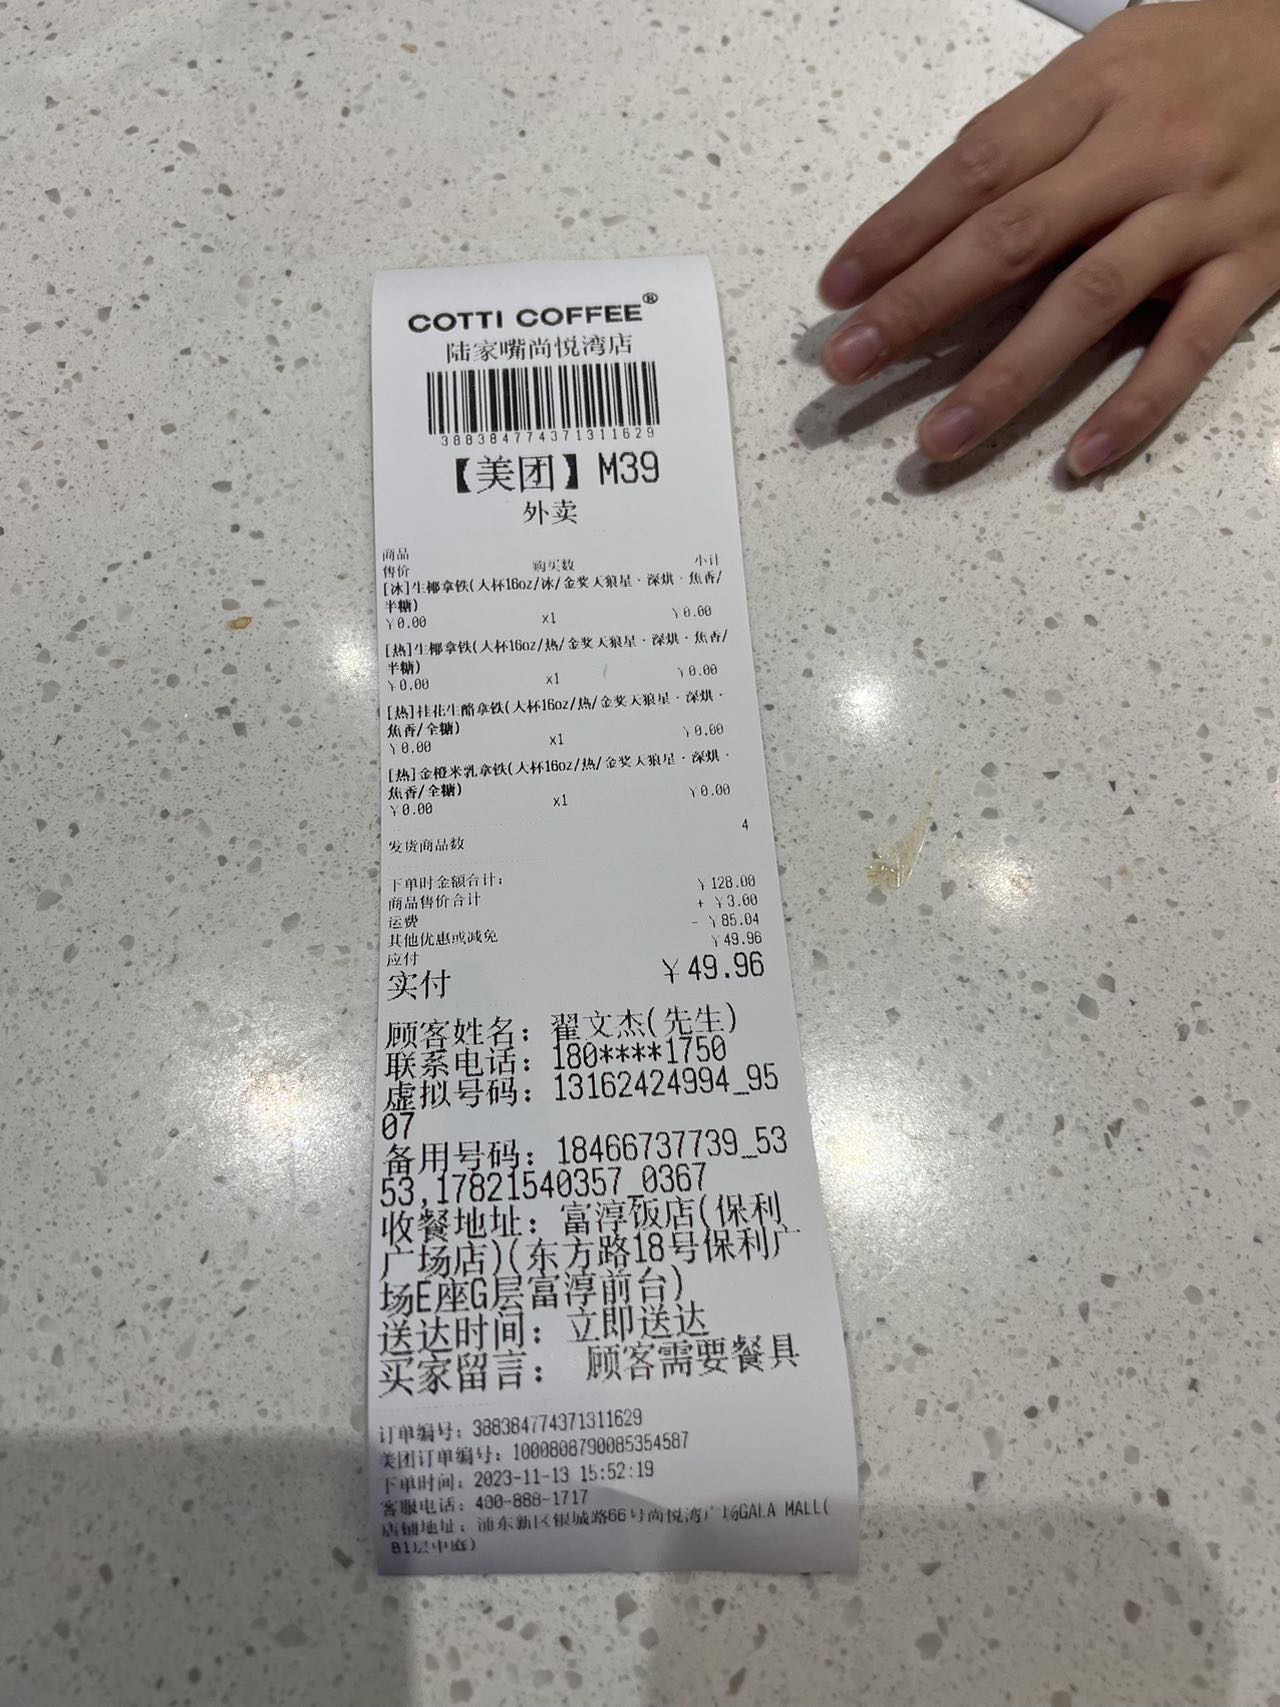 COTTI COFFEE®
陆家嘴尚悦湾店
388384774371311629
【美团】M39
外卖
商品
售价 购买数 小计
[冰]生椰拿铁(大杯16oz/冰/金奖天狼星·深烘·焦香/
半糖)
¥0.00 x1 ¥0.00
[热]生椰拿铁(大杯16oz/热/金奖天狼星·深烘·焦香/
半糖)
¥0.00 x1 ¥0.00
[热]桂花生酪拿铁(大杯16oz/热/金奖天狼星·深烘·
焦香/全糖)
¥0.00 x1 ¥0.00
[热]金橙米乳拿铁(大杯16oz/热/金奖天狼星·深烘·
焦香/全糖)
¥0.00 x1 ¥0.00
发货商品数 4
下单时金额合计:
商品售价合计 ¥128.00
运费 + ¥3.00
其他优惠或减免 - ¥85.04
应付 ¥49.96
实付 ¥49.96
顾客姓名: 翟文杰(先生)
联系电话: 180****1750
虚拟号码: 13162424994_95
07
备用号码: 18466737739_53
53,17821540357_0367
收餐地址: 富淳饭店(保利
广场店)(东方路18号保利广
场E座G层富淳前台)
送达时间: 立即送达
买家留言: 顾客需要餐具
订单编号: 388384774371311629
美团订单编号: 1000808790085354587
下单时间: 2023-11-13 15:52:19
客服电话: 400-888-1717
店铺地址: 浦东新区银城路66号尚悦湾广场GALA MALL(
B1层中庭)